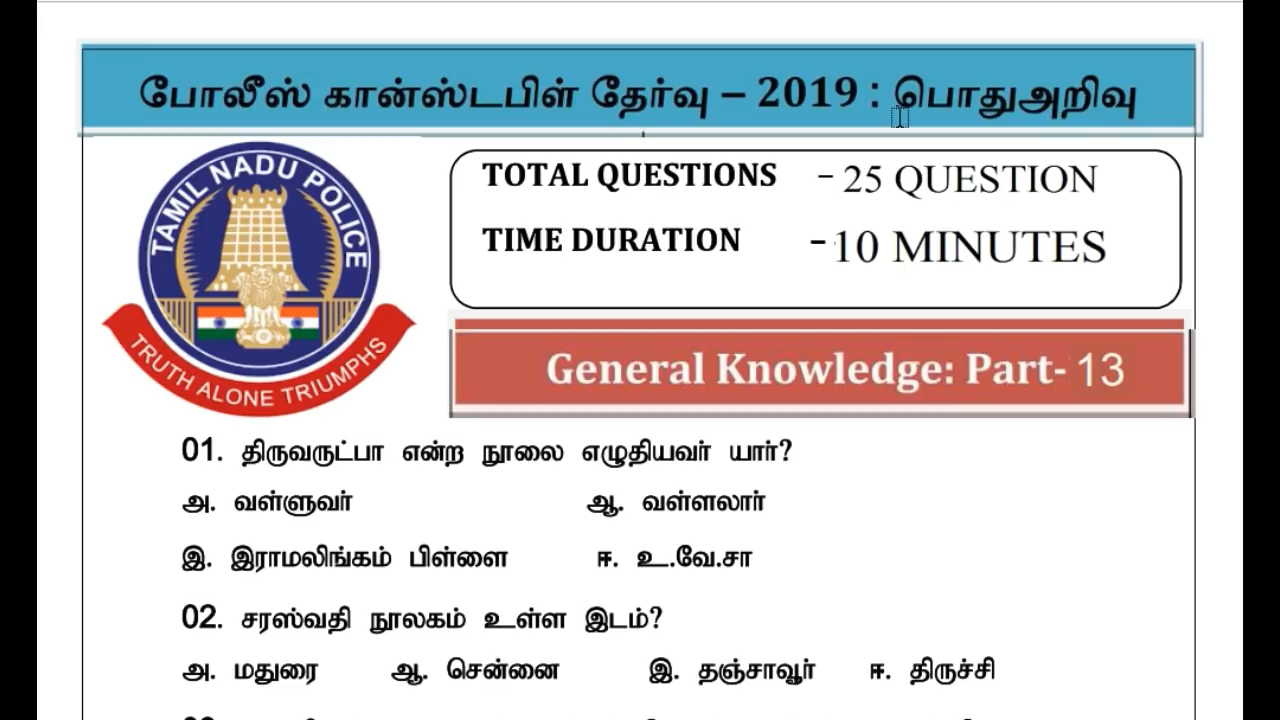 போலீஸ் கான்ஸ்டபிள் தேர்வு – 2019 : பொதுஅறிவு
TAMIL NADU POLICE
TRUTH ALONE TRIUMPHS
TOTAL QUESTIONS - 25 QUESTION
TIME DURATION - 10 MINUTES
General Knowledge: Part- 13
01. திருவருட்பா என்ற நூலை எழுதியவர் யார்?
அ. வள்ளுவர் ஆ. வள்ளலார்
இ. இராமலிங்கம் பிள்ளை ஈ. உ.வே.சா
02. சரஸ்வதி நூலகம் உள்ள இடம்?
அ. மதுரை ஆ. சென்னை இ. தஞ்சாவூர் ஈ. திருச்சி